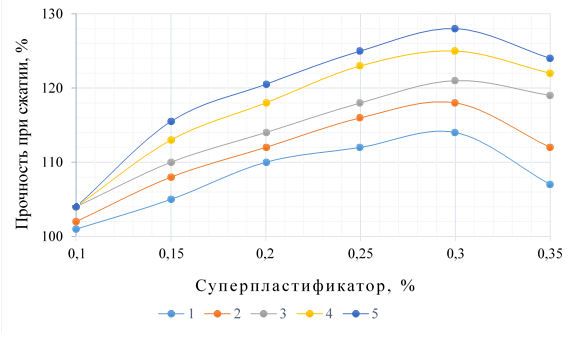 130
120
110
100
Прочность при сжатии, %
0,1 0,15 0,2 0,25 0,3 0,35
Суперпластификатор, %
1 2 3 4 5